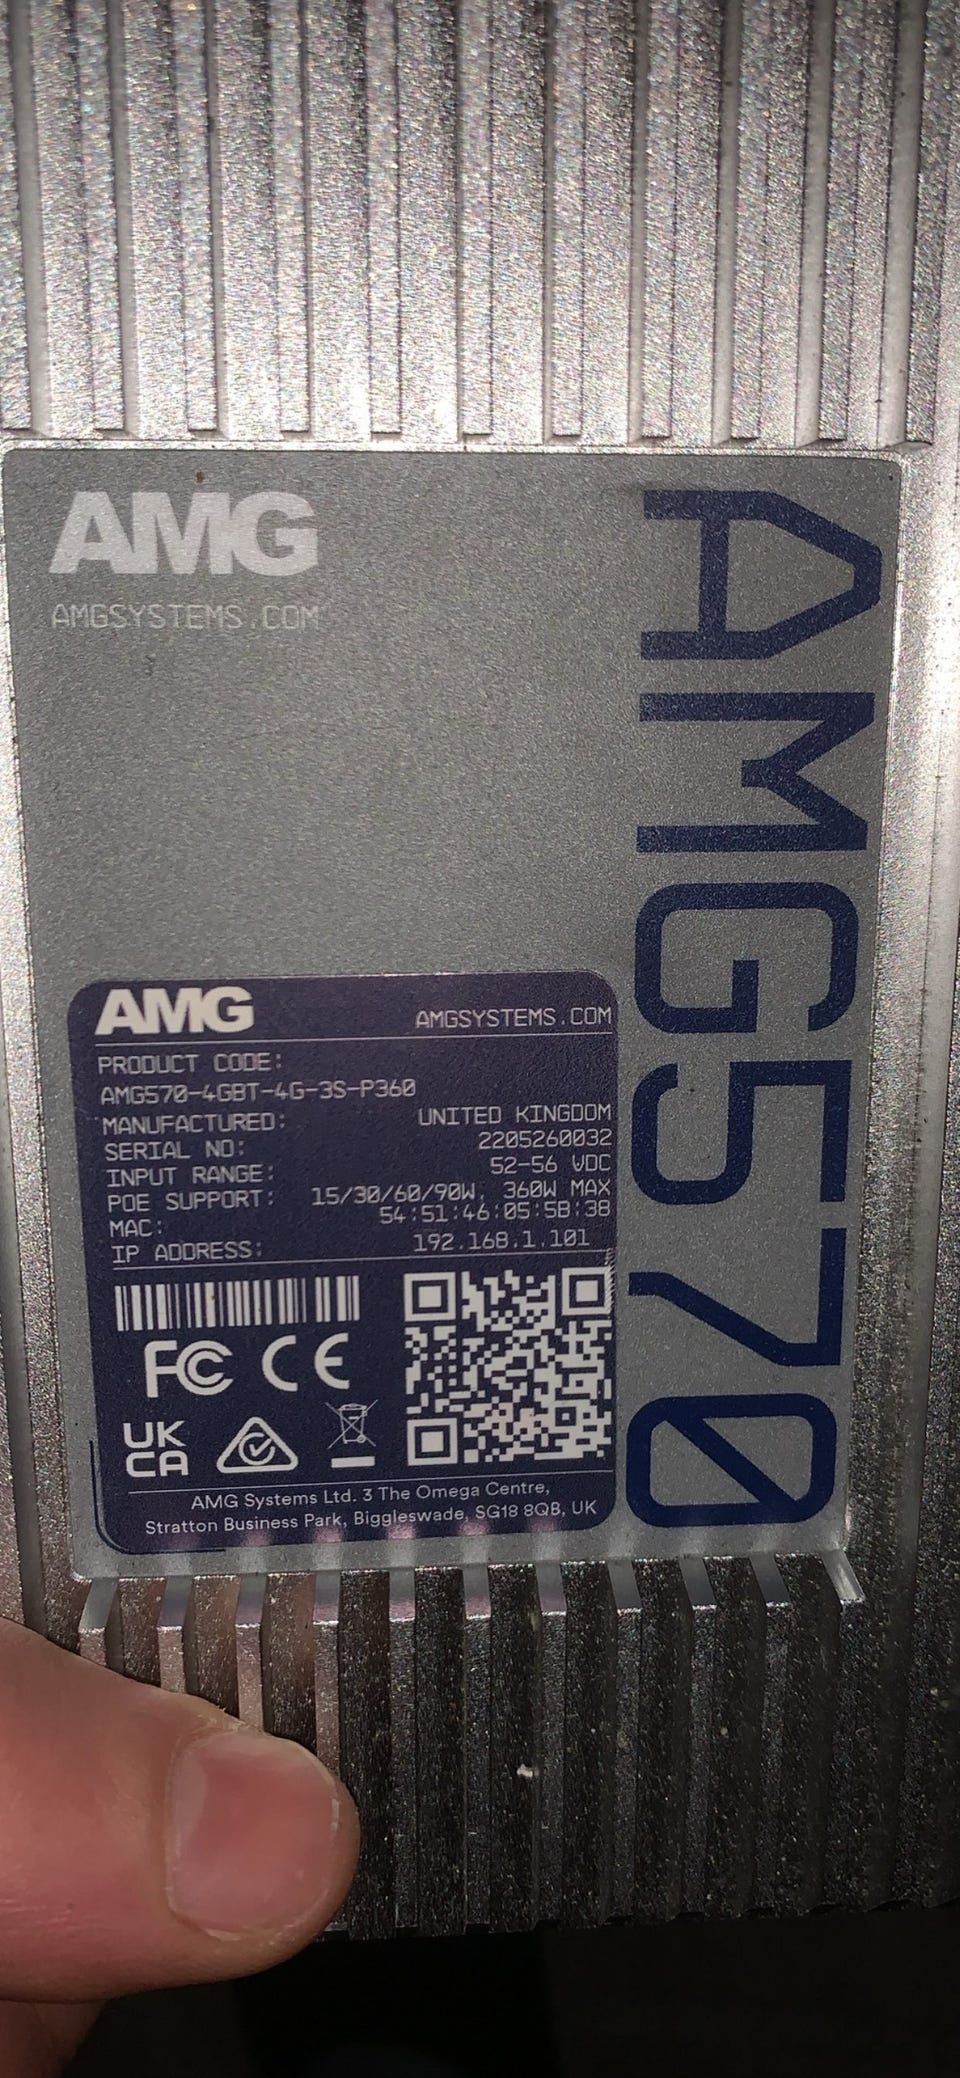 AMG
AMGSYSTEMS.COM
AMG570
AMG AMGSYSTEMS.COM
PRODUCT CODE:
AMG570-4GBT-4G-3S-P360
MANUFACTURED: UNITED KINGDOM
SERIAL NO: 2205260032
INPUT RANGE: 52-56 VDC
POE SUPPORT: 15/30/60/90W, 360W MAX
MAC: 54:51:46:05:5B:38
IP ADDRESS: 192.168.1.101
FC CE
UK
CA
AMG Systems Ltd. 3 The Omega Centre,
Stratton Business Park, Biggleswade, SG18 8QB, UK